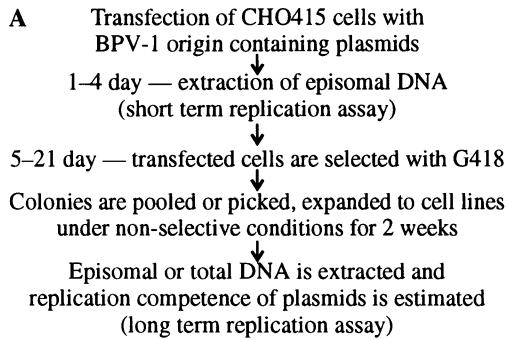 A Transfection of CHO415 cells with
BPV-1 origin containing plasmids
1–4 day — extraction of episomal DNA
(short term replication assay)
5–21 day — transfected cells are selected with G418
Colonies are pooled or picked, expanded to cell lines
under non-selective conditions for 2 weeks
Episomal or total DNA is extracted and
replication competence of plasmids is estimated
(long term replication assay)